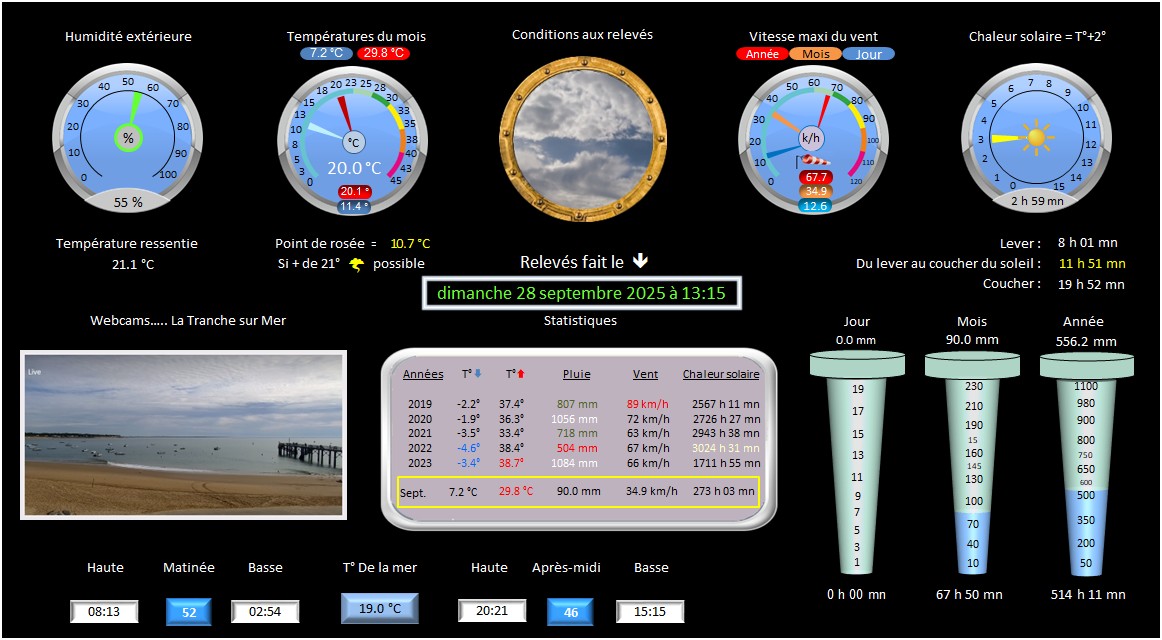 Humidité extérieure
Températures du mois
Conditions aux relevés
Vitesse maxi du vent
Chaleur solaire = T°+2°
7.2 °C 29.8 °C
Année Mois Jour
0 10 20 30 40 50 60 70 80 90 100
%
55 %
0 3 5 8 10 13 18 20 23 25 28 30 33 35 38 40 43 45
°C
20.0 °C
20.1 °
11.4 °
0 10 20 30 40 50 60 70 80 90 100 110 120
k/h
67.7
34.9
12.6
0 1 2 3 4 5 6 7 8 9 10 11 12 13 14 15
2 h 59 mn
Température ressentie
21.1 °C
Point de rosée = 10.7 °C
Si + de 21° possible
Relevés fait le
dimanche 28 septembre 2025 à 13:15
Lever : 8 h 01 mn
Du lever au coucher du soleil : 11 h 51 mn
Coucher : 19 h 52 mn
Webcams..... La Tranche sur Mer
Live
Statistiques
Années T° T° Pluie Vent Chaleur solaire
2019 -2.2° 37.4° 807 mm 89 km/h 2567 h 11 mn
2020 -1.9° 36.3° 1056 mm 72 km/h 2726 h 27 mn
2021 -3.5° 33.4° 718 mm 63 km/h 2943 h 38 mn
2022 -4.6° 38.4° 504 mm 67 km/h 3024 h 31 mn
2023 -3.4° 38.7° 1084 mm 66 km/h 1711 h 55 mn
Sept. 7.2 °C 29.8 °C 90.0 mm 34.9 km/h 273 h 03 mn
Jour
0.0 mm
19
17
15
13
11
9
7
5
3
1
0 h 00 mn
Mois
90.0 mm
230
210
190
15
160
145
130
100
70
40
10
67 h 50 mn
Année
556.2 mm
1100
980
900
800
750
650
600
500
350
200
50
514 h 11 mn
Haute Matinée Basse T° De la mer Haute Après-midi Basse
08:13 52 02:54 19.0 °C 20:21 46 15:15